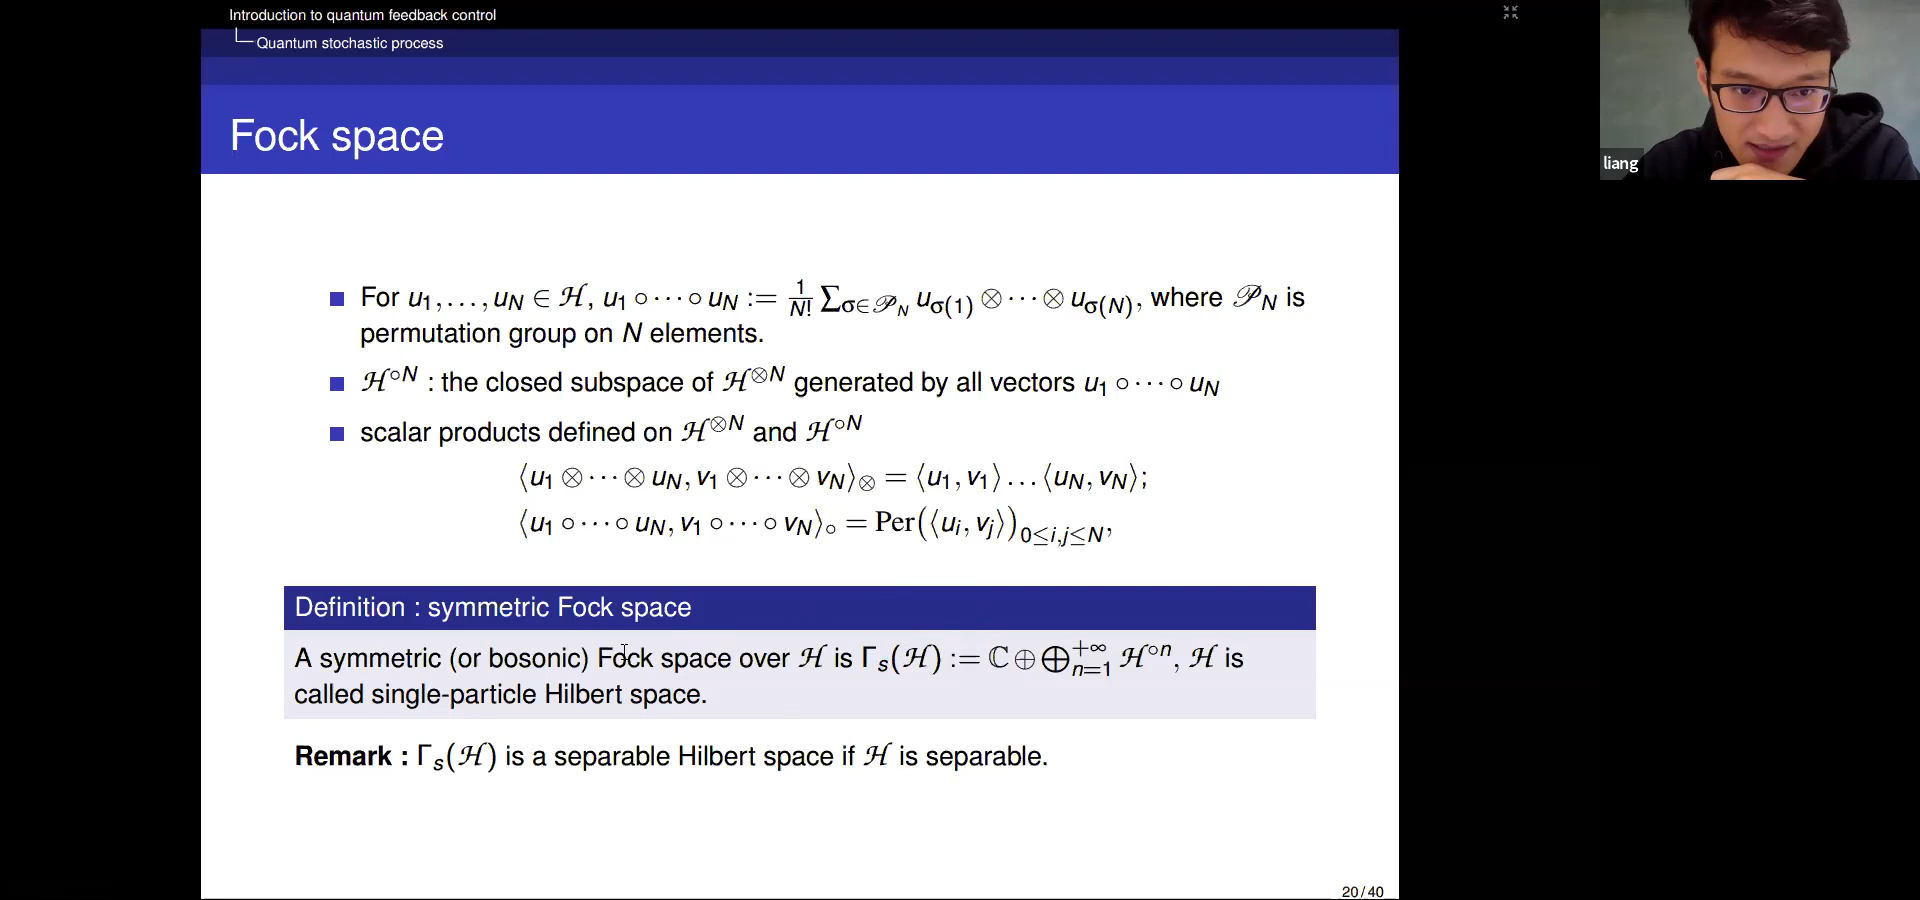 Introduction to quantum feedback control
Quantum stochastic process
Fock space
For u₁,…,u_N ∈ ℋ, u₁ ∘ ⋯ ∘ u_N := 1/N! ∑_{σ∈𝒫_N} u_{σ(1)} ⊗ ⋯ ⊗ u_{σ(N)}, where 𝒫_N is
permutation group on N elements.
ℋ^{∘N} : the closed subspace of ℋ^{⊗N} generated by all vectors u₁ ∘ ⋯ ∘ u_N
scalar products defined on ℋ^{⊗N} and ℋ^{∘N}
⟨u₁ ⊗ ⋯ ⊗ u_N, v₁ ⊗ ⋯ ⊗ v_N⟩_⊗ = ⟨u₁, v₁⟩…⟨u_N, v_N⟩;
⟨u₁ ∘ ⋯ ∘ u_N, v₁ ∘ ⋯ ∘ v_N⟩_∘ = Per(⟨u_i, v_j⟩)_{0≤i,j≤N},
Definition : symmetric Fock space
A symmetric (or bosonic) Fock space over ℋ is Γ_s(ℋ) := ℂ ⊕ ⨁_{n=1}^{+∞} ℋ^{∘n}, ℋ is
called single-particle Hilbert space.
Remark : Γ_s(ℋ) is a separable Hilbert space if ℋ is separable.
20/40
liang